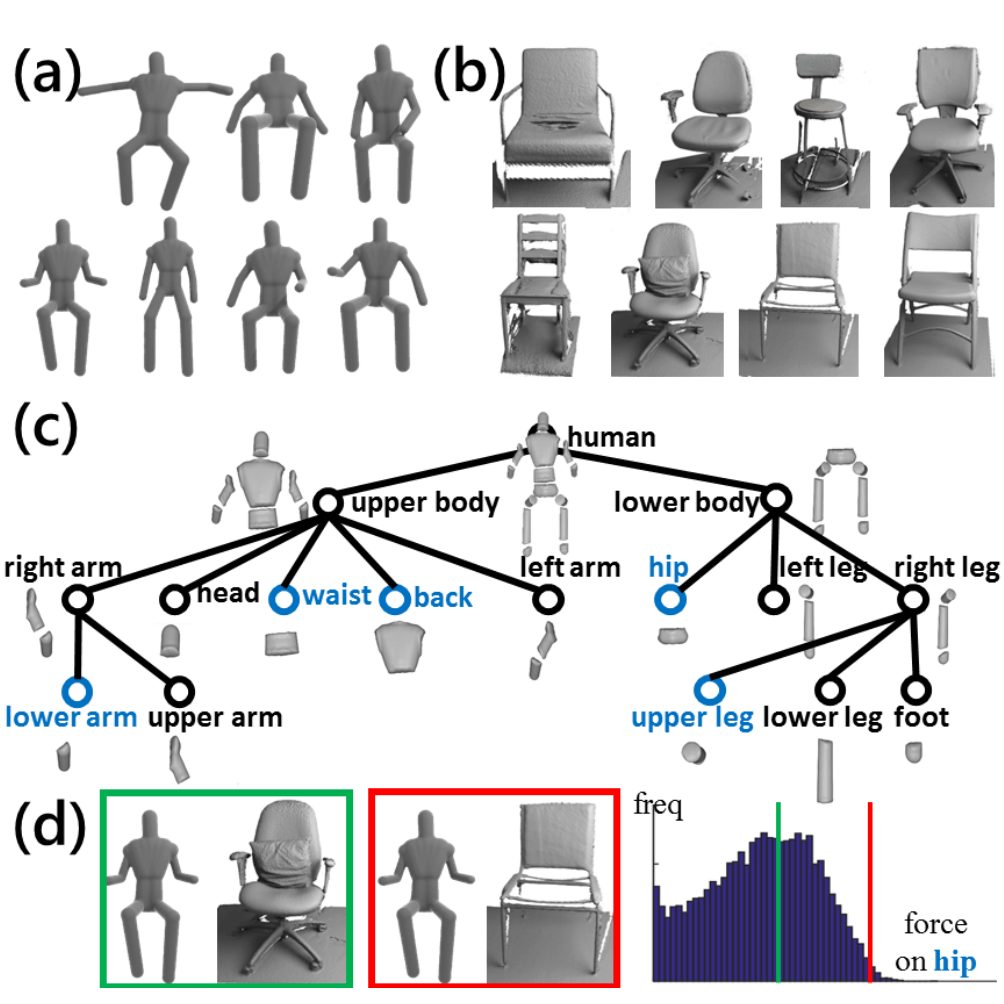 (a)
(b)
(c)
human
upper body
lower body
right arm
head
waist
back
left arm
hip
left leg
right leg
lower arm
upper arm
upper leg
lower leg
foot
(d)
freq
force
on hip